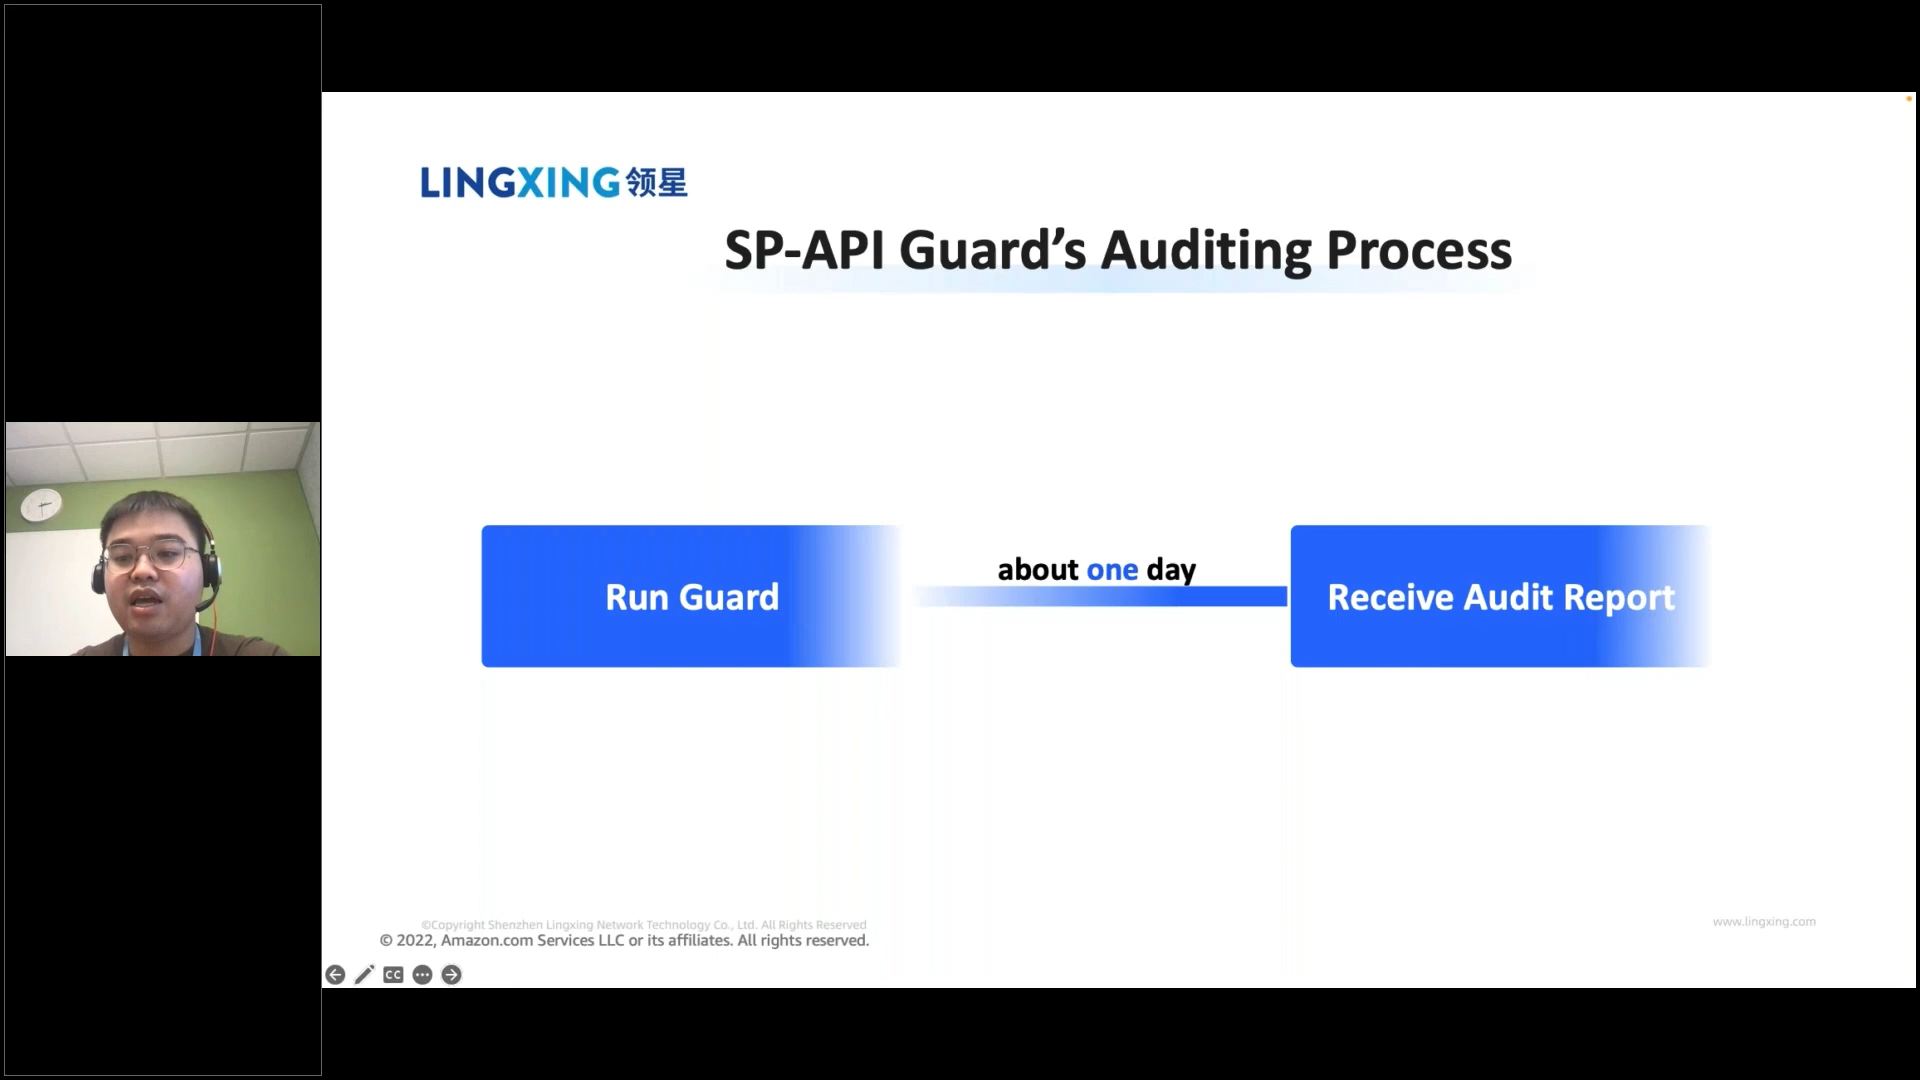 LINGXING领星
SP-API Guard’s Auditing Process
Run Guard
about one day
Receive Audit Report
©Copyright Shenzhen Lingxing Network Technology Co., Ltd. All Rights Reserved
www.lingxing.com
© 2022, Amazon.com Services LLC or its affiliates. All rights reserved.
CC